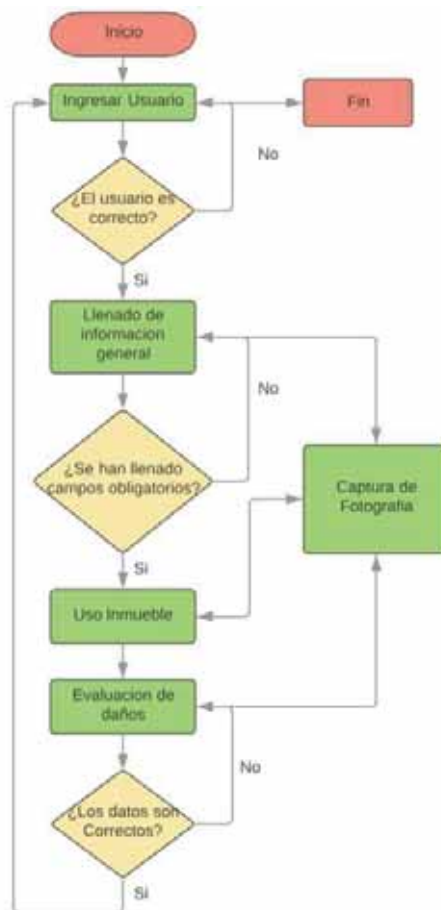 Inicio
Ingresar Usuario
Fin
No
¿El usuario es
correcto?
Si
Llenado de
informacion
general
No
¿Se han llenado
campos obligatorios?
Captura de
Fotografia
Si
Uso Inmueble
Evaluacion de
daños
No
¿Los datos son
Correctos?
Si